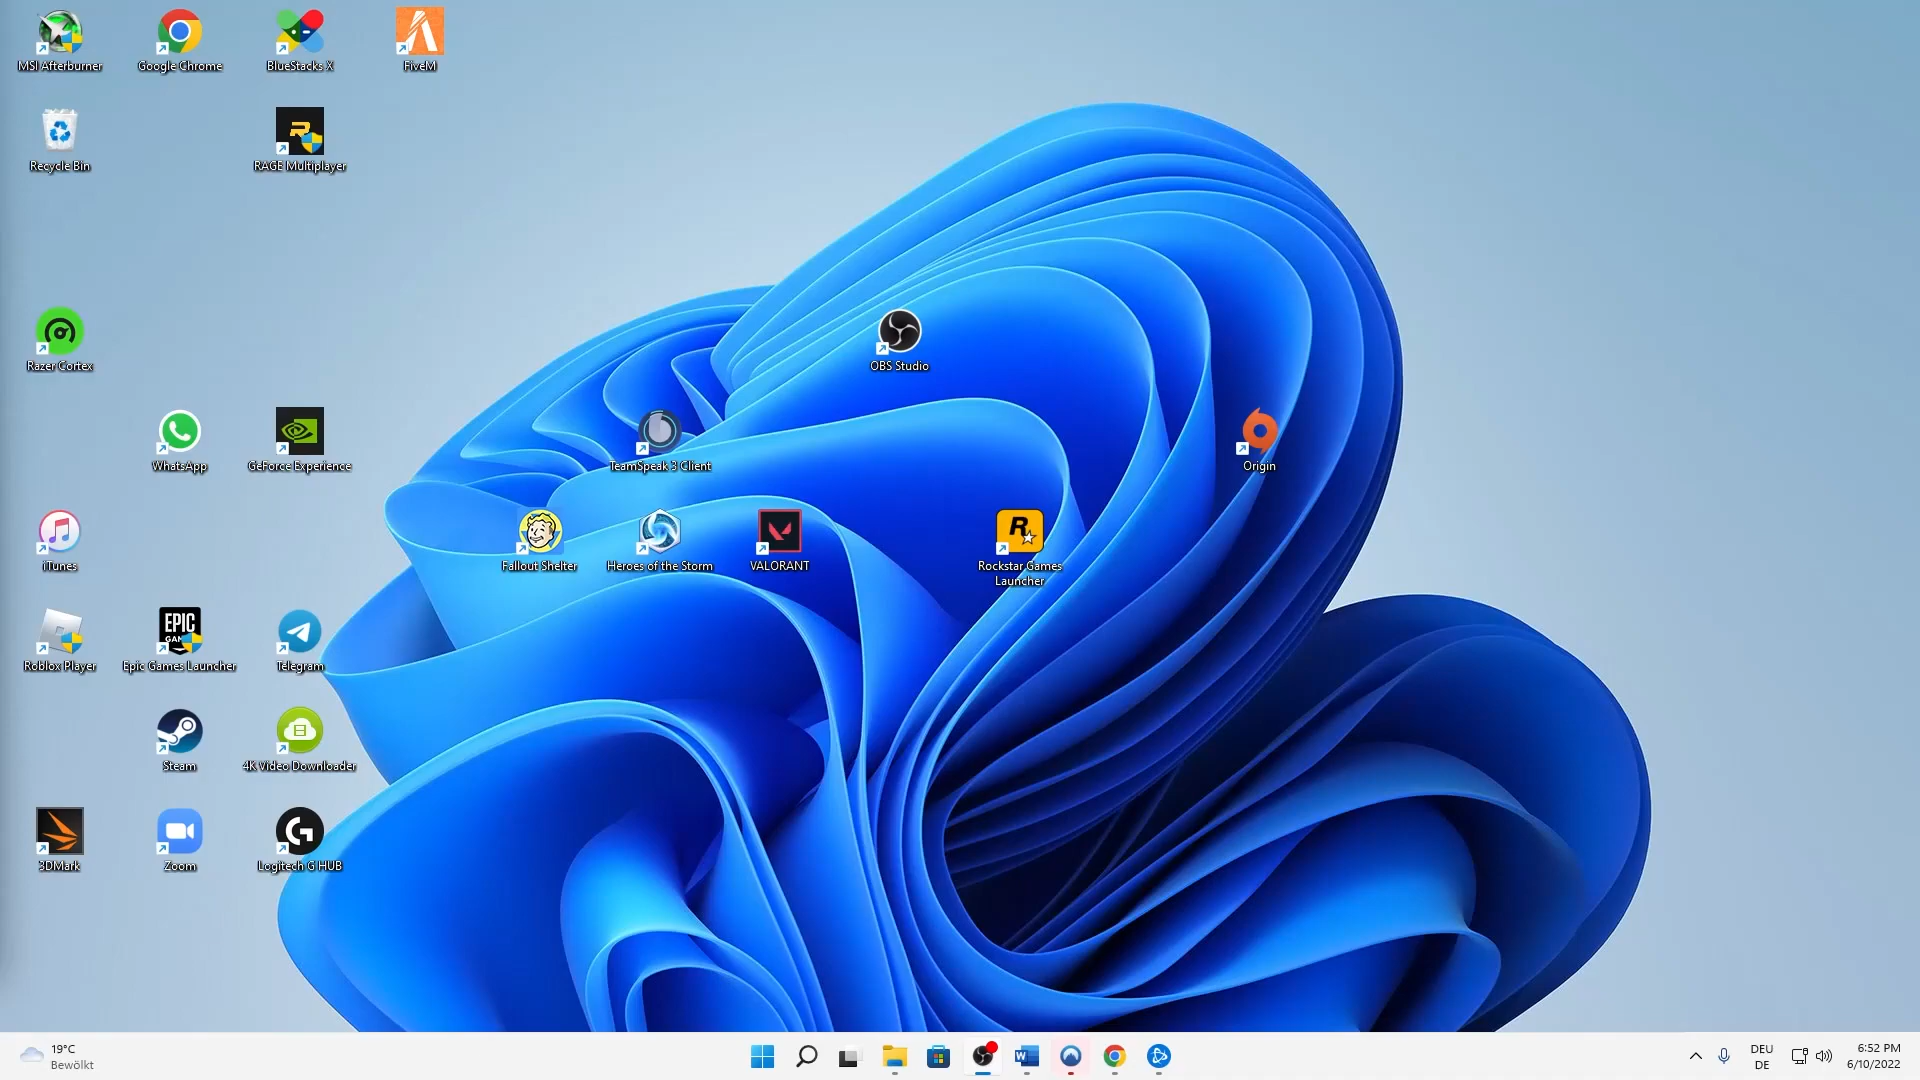 MSI Afterburner
Google Chrome
BlueStacks X
FiveM
Recycle Bin
RAGE Multiplayer
Razer Cortex
OBS Studio
WhatsApp
GeForce Experience
TeamSpeak 3 Client
Origin
iTunes
Fallout Shelter
Heroes of the Storm
VALORANT
R
Rockstar Games
Launcher
EPIC
GAM
Roblox Player
Epic Games Launcher
Telegram
Steam
4K Video Downloader
3DMark
Zoom
Logitech G HUB
19°C
Bewölkt
W
DEU
DE
6:52 PM
6/10/2022